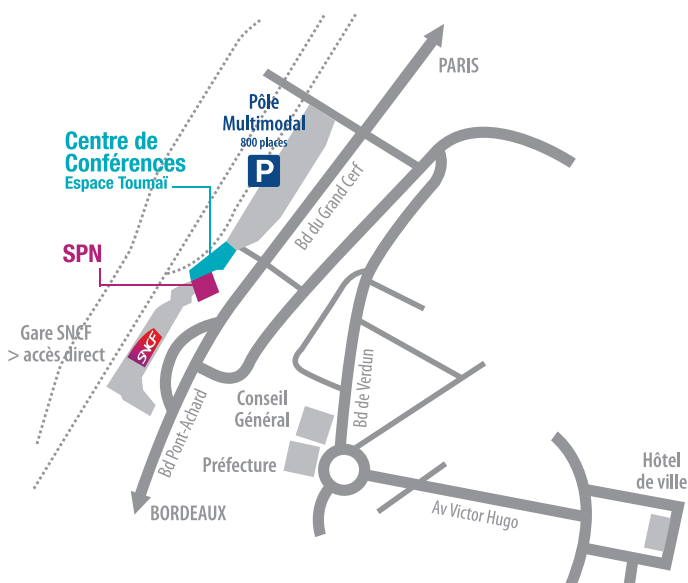 PARIS
Pôle
Multimodal
800 places
P
Centre de
Conférences
Espace Toumaï
Bd du Grand Cerf
SPN
Gare SNCF
> accès direct
SNCF
Bd Pont-Achard
Conseil
Général
Bd de Verdun
Préfecture
Hôtel
de ville
Av Victor Hugo
BORDEAUX